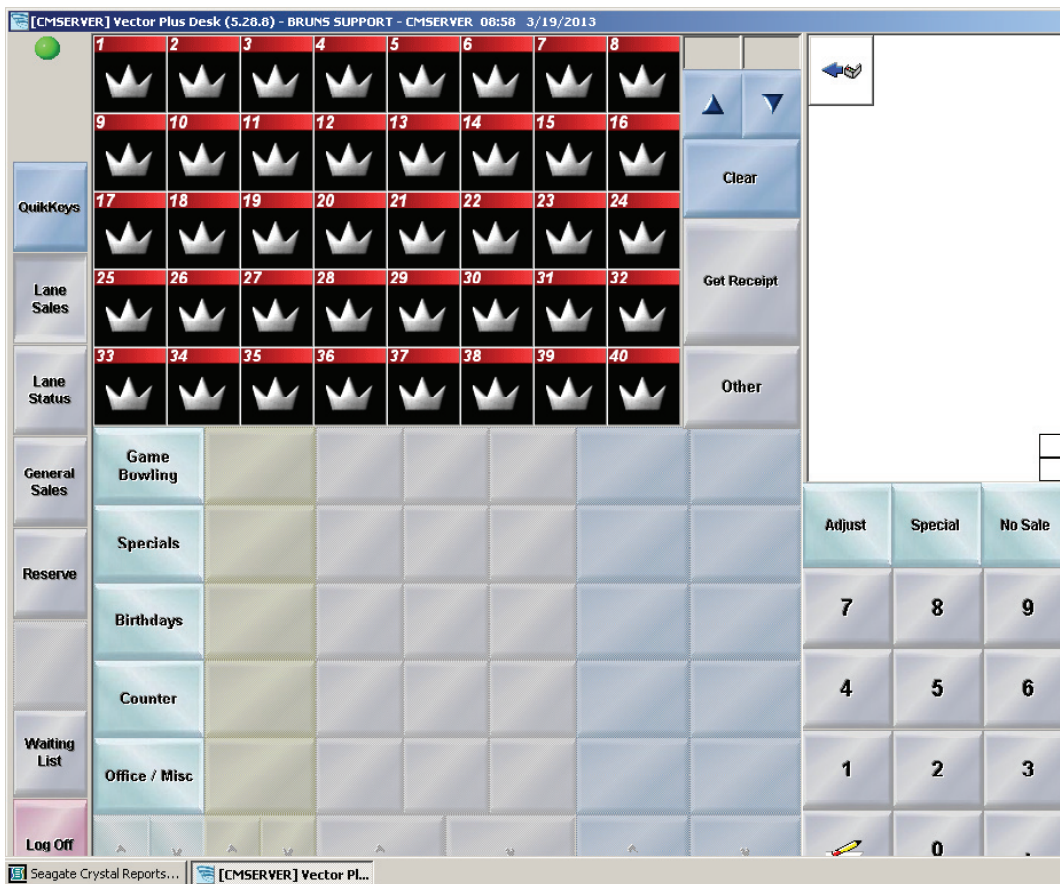 [CMSERVER] Vector Plus Desk (5.28.8) - BRUNS SUPPORT - CMSERVER 08:58 3/19/2013
1 2 3 4 5 6 7 8
9 10 11 12 13 14 15 16
17 18 19 20 21 22 23 24
25 26 27 28 29 30 31 32
33 34 35 36 37 38 39 40
QuikKeys
Lane
Sales
Lane
Status
General
Sales
Reserve
Waiting
List
Log Off
Clear
Get Receipt
Other
Game
Bowling
Specials
Birthdays
Counter
Office / Misc
Adjust Special No Sale
7 8 9
4 5 6
1 2 3
0 .
Seagate Crystal Reports... [CMSERVER] Vector Pl...